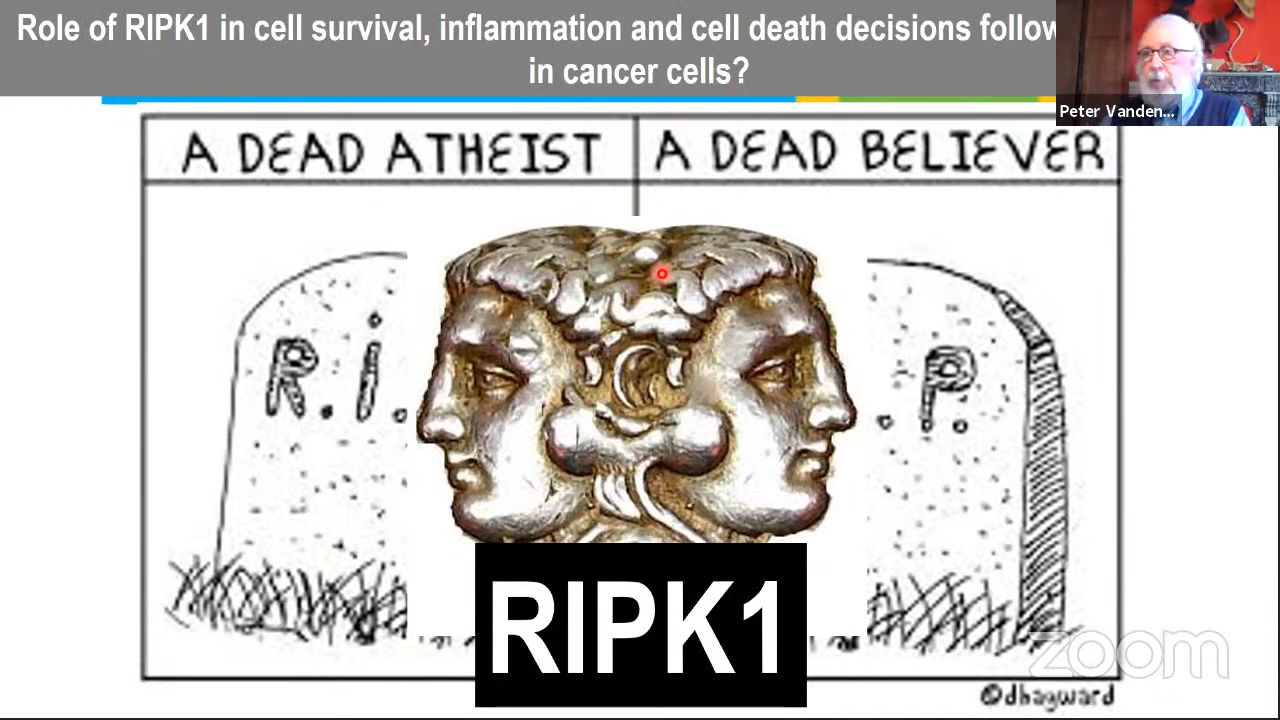 Role of RIPK1 in cell survival, inflammation and cell death decisions follow
in cancer cells?
Peter Vanden...
A DEAD ATHEIST
A DEAD BELIEVER
R.i.
.P.
RIPK1
zoom
©dhayward